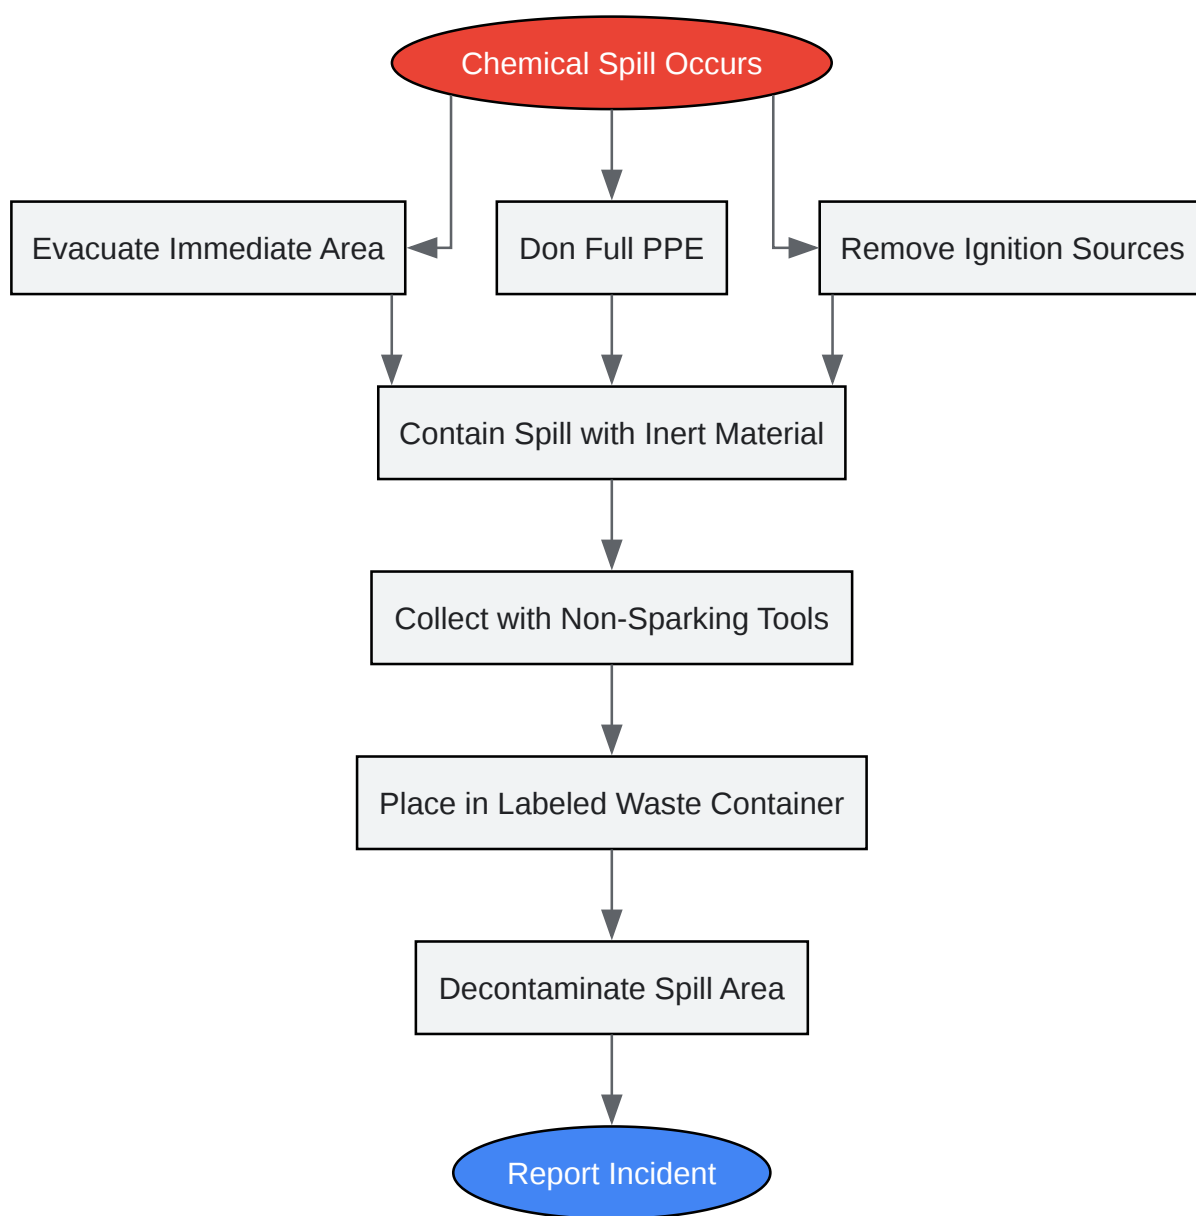 Chemical Spill Occurs
Evacuate Immediate Area
Don Full PPE
Remove Ignition Sources
Contain Spill with Inert Material
Collect with Non-Sparking Tools
Place in Labeled Waste Container
Decontaminate Spill Area
Report Incident